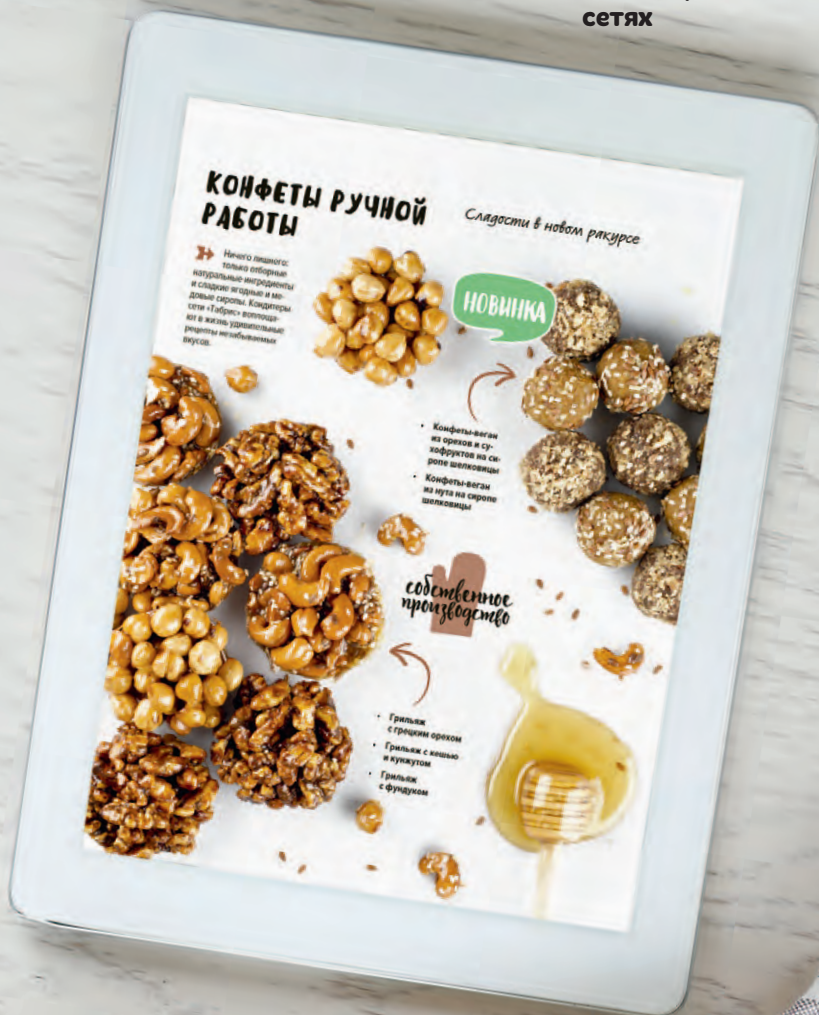 сетях
КОНФЕТЫ РУЧНОЙ
РАБОТЫ
Сладости в новом ракурсе
Ничего лишнего:
только отборные
натуральные ингредиенты
и сладкие ягодные и ме-
довые сиропы. Кондитеры
сети «Табрис» воплоща-
ют в жизнь удивительные
рецепты незабываемых
вкусов.
НОВИНКА
• Конфеты-веган
из орехов и су-
хофруктов на си-
ропе шелковицы
• Конфеты-веган
из нута на сиропе
шелковицы
собственное
производство
• Грильяж
с грецким орехом
• Грильяж с кешью
и кунжутом
• Грильяж
с фундуком